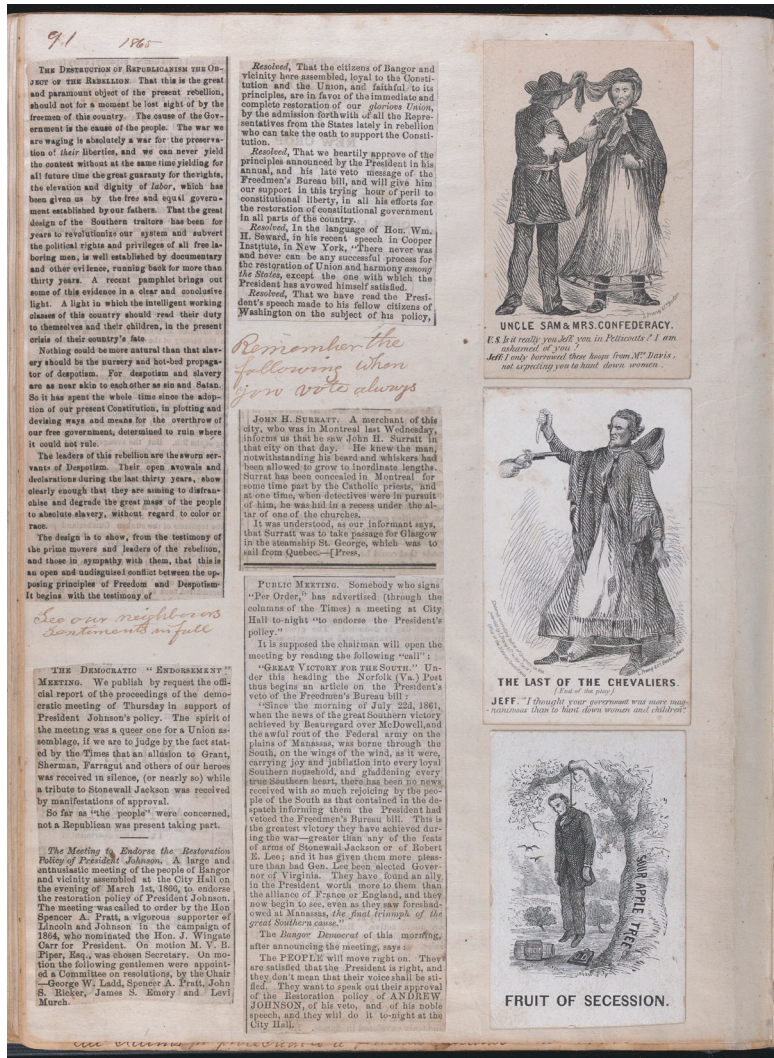 91 1865
THE DESTRUCTION OF REPUBLICANISM THE OB-
JECT OF THE REBELLION. That this is the great
and paramount object of the present rebellion,
should not for a moment be lost sight of by the
freemen of this country. The cause of the Gov-
ernment is the cause of the people. The war we
are waging is absolutely a war for the preserva-
tion of their liberties, and we can never yield
the contest without at the same time yielding for
all future time the great guaranty for the rights,
the elevation and dignity of labor, which has
been given us by the free and equal govern-
ment established by our fathers. That the great
design of the Southern traitors has been for
years to revolutionize our system and subvert
the political rights and privileges of all free la-
boring men, is well established by documentary
and other evidence, running back for more than
thirty years. A recent pamphlet brings out
some of this evidence in a clear and conclusive
light. A light in which the intelligent working
classes of this country should read their duty
to themselves and their children, in the present
crisis of their country's fate
Nothing could be more natural than that slav-
ery should be the nursery and hot-bed propaga-
tor of despotism. For despotism and slavery
are as near akin to each other as sin and Satan.
So it has spent the whole time since the adop-
tion of our present Constitution, in plotting and
devising ways and means for the overthrow of
our free government, determined to ruin where
it could not rule.
The leaders of this rebellion are the sworn ser-
vants of Despotism. Their open avowals and
declarations during the last thirty years, show
clearly enough that they are aiming to disfran-
chise and degrade the great mass of the people
to absolute slavery, without regard to color or
race.
The design is to show, from the testimony of
the prime movers and leaders of the rebellion,
and those in sympathy with them, that this is
an open and undisguised conflict between the op-
posing principles of Freedom and Despotism-
It begins with the testimony of
See our neighbours
sentiments in full
THE DEMOCRATIC "ENDORSEMENT"
MEETING. We publish by request the offi-
cial report of the proceedings of the demo-
cratic meeting of Thursday in support of
President Johnson's policy. The spirit of
the meeting was a queer one for a Union as-
semblage, if we are to judge by the fact stat-
ed by the Times that an allusion to Grant,
Sherman, Farragut and others of our heroes
was received in silence, (or nearly so) while
a tribute to Stonewall Jackson was received
by manifestations of approval.
So far as "the people" were concerned,
not a Republican was present taking part.
The Meeting to Endorse the Restoration
Policy of President Johnson. A large and
enthusiastic meeting of the people of Bangor
and vicinity assembled at the City Hall on
the evening of March 1st, 1866, to endorse
the restoration policy of President Johnson.
The meeting was called to order by the Hon
Spencer A. Pratt, a vigorous supporter of
Lincoln and Johnson in the campaign of
1864, who nominated the Hon. J. Wingate
Carr for President. On motion M. V. B.
Piper, Esq., was chosen Secretary. On mo-
tion the following gentlemen were appoint-
ed a Committee on resolutions, by the Chair
—George W. Ladd, Spencer A. Pratt, John
S. Ricker, James S. Emery and Levi
Murch.
Resolved, That the citizens of Bangor and
vicinity here assembled, loyal to the Consti-
tution and the Union, and faithful to its
principles, are in favor of the immediate and
complete restoration of our glorious Union,
by the admission forthwith of all the Repre-
sentatives from the States lately in rebellion
who can take the oath to support the Consti-
tution.
Resolved, That we heartily approve of the
principles announced by the President in his
annual, and his late veto message of the
Freedmen's Bureau bill, and will give him
our support in this trying hour of peril to
constitutional liberty, in all his efforts for
the restoration of constitutional government
in all parts of the country.
Resolved, In the language of Hon. Wm.
H. Seward, in his recent speech in Cooper
Institute, in New York, "There never was
and never can be any successful process for
the restoration of Union and harmony among
the States, except the one with which the
President has avowed himself satisfied.
Resolved, That we have read the Presi-
dent's speech made to his fellow citizens of
Washington on the subject of his policy,
Remember the
following when
you vote always
JOHN H. SURRATT. A merchant of this
city, who was in Montreal last Wednesday,
informs us that he saw John H. Surratt in
that city on that day. He knew the man,
notwithstanding his beard and whiskers had
been allowed to grow to inordinate lengths.
Surrat has been concealed in Montreal for
some time past by the Catholic priests, and
at one time, when detectives were in pursuit
of him, he was hid in a recess under the al-
tar of one of the churches.
It was understood, as our informant says,
that Surratt was to take passage for Glasgow
in the steamship St. George, which was to
sail from Quebec.—[Press,
PUBLIC MEETING. Somebody who signs
"Per Order," has advertised (through the
columns of the Times) a meeting at City
Hall to-night "to endorse the President's
policy."
It is supposed the chairman will open the
meeting by reading the following "call":
"GREAT VICTORY FOR THE SOUTH." Un-
der this heading the Norfolk (Va.) Post
thus begins an article on the President's
veto of the Freedmen's Bureau bill:
"Since the morning of July 22d, 1861,
when the news of the great Southern victory
achieved by Beauregard over McDowell, and
the awful rout of the Federal army on the
plains of Manassas, was borne through the
South, on the wings of the wind, as it were,
carrying joy and jubilation into every loyal
Southern household, and gladdening every
true Southern heart, there has been no news
received with so much rejoicing by the peo-
ple of the South as that contained in the de-
spatch informing them the President had
vetoed the Freedmen's Bureau bill. This is
the greatest victory they have achieved dur-
ing the war—greater than any of the feats
of arms of Stonewall Jackson or of Robert
E. Lee; and it has given them more pleas-
ure than had Gen. Lee been elected Gover-
nor of Virginia. They have found an ally
in the President worth more to them than
the alliance of France or England, and they
now begin to see, even as they saw foreshad-
owed at Manassas, the final triumph of the
great Southern cause."
The Bangor Democrat of this morning,
after announcing the meeting, says:
The PEOPLE will move right on. They
are satisfied that the President is right, and
they don't mean that their voice shall be sti-
fled. They want to speak out their approval
of the Restoration policy of ANDREW
JOHNSON, of his veto, and of his noble
speech, and they will do it to-night at the
City Hall.
UNCLE SAM & MRS. CONFEDERACY.
U.S. Is it really you Jeff you in Petticoats? I am
ashamed of you?
Jeff. I only borrowed these hoops from Mrs. Davis,
not expecting you to hunt down women.
THE LAST OF THE CHEVALIERS.
(End of the play)
JEFF. "I thought your government was more mag-
nanimous than to hunt down women and children."
SOUR APPLE TREE
FRUIT OF SECESSION.